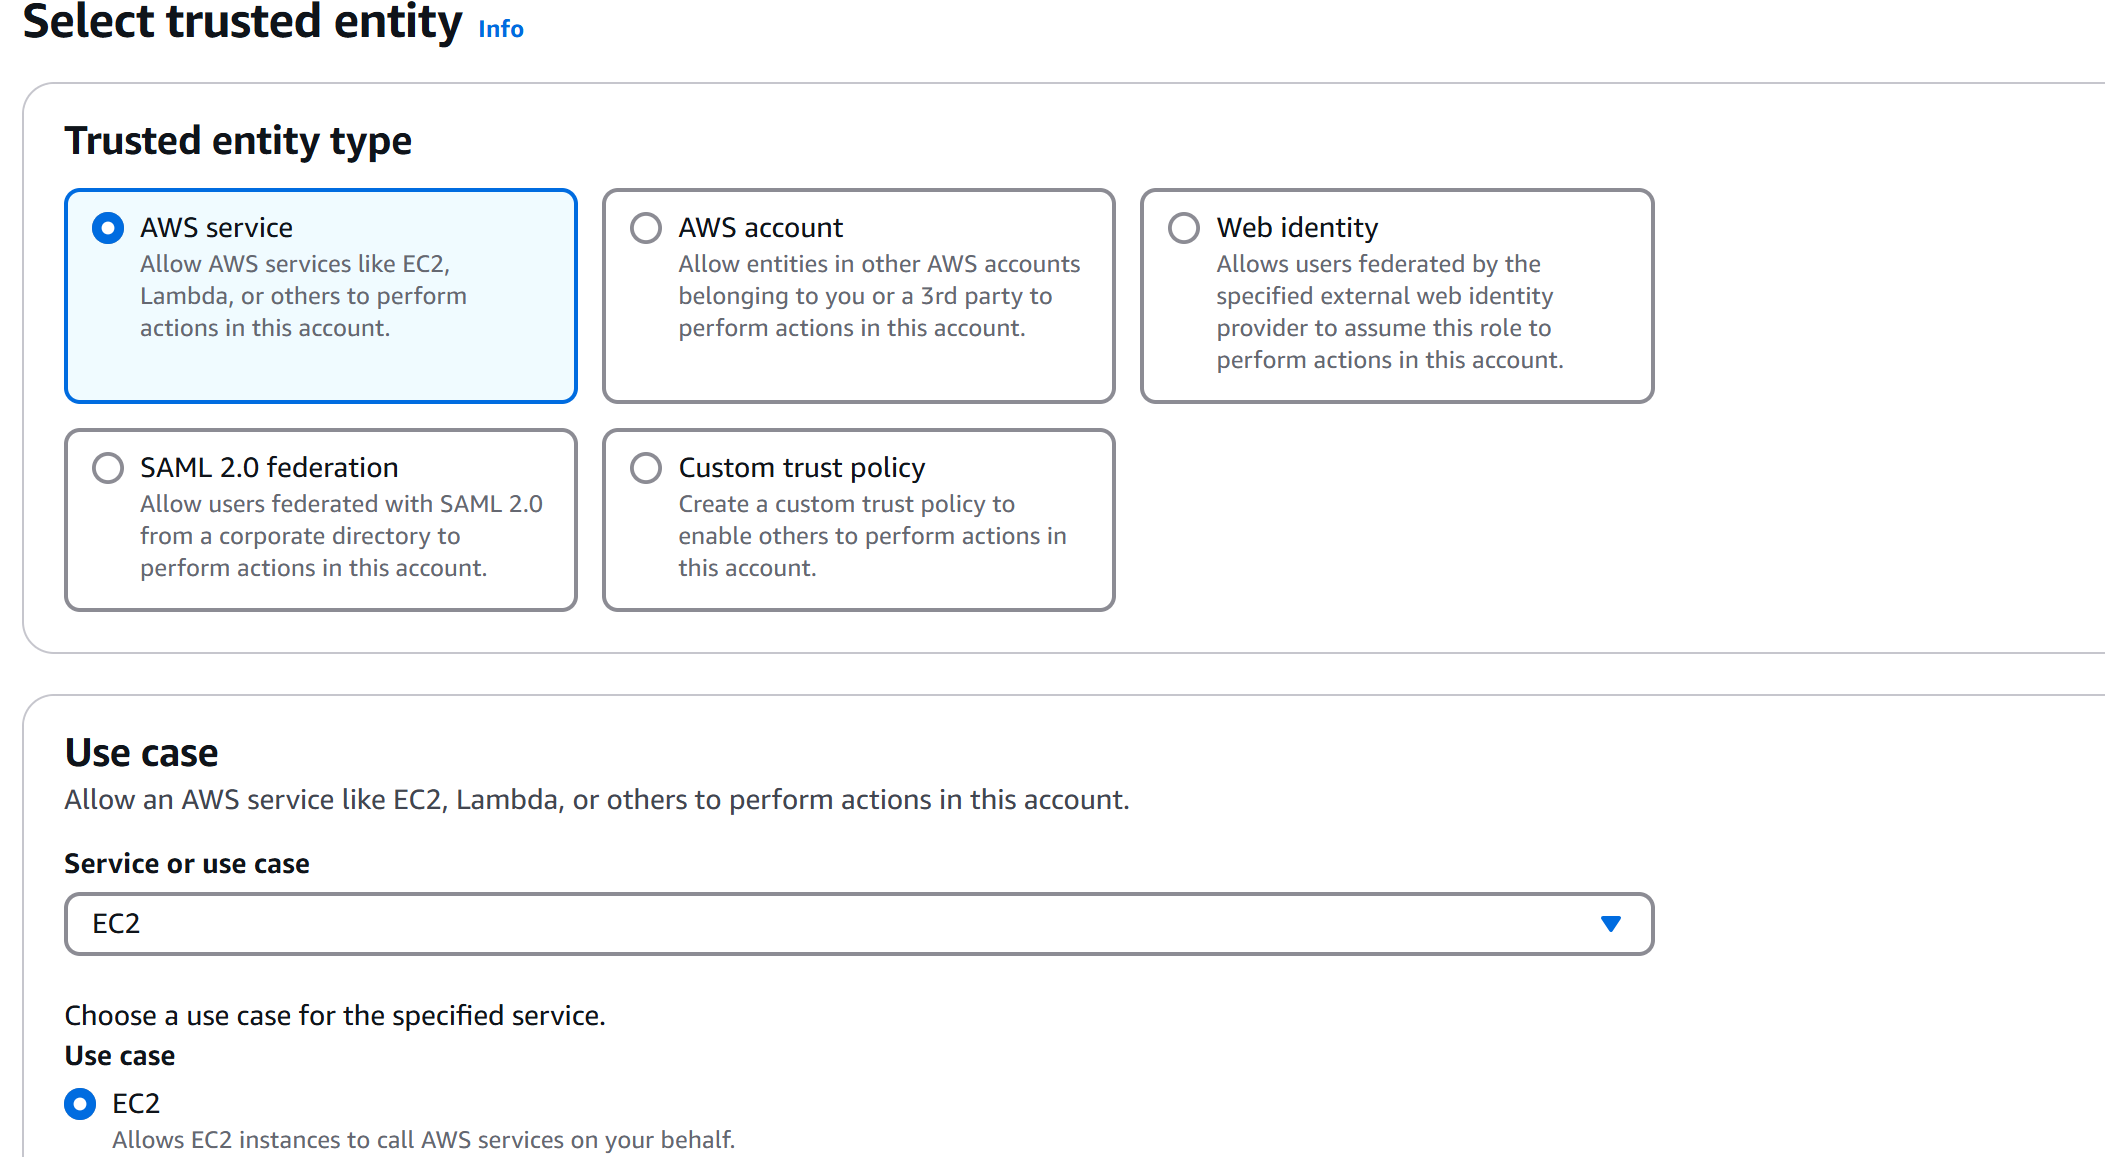 Select trusted entity Info
Trusted entity type
AWS service
Allow AWS services like EC2,
Lambda, or others to perform
actions in this account.
AWS account
Allow entities in other AWS accounts
belonging to you or a 3rd party to
perform actions in this account.
Web identity
Allows users federated by the
specified external web identity
provider to assume this role to
perform actions in this account.
SAML 2.0 federation
Allow users federated with SAML 2.0
from a corporate directory to
perform actions in this account.
Custom trust policy
Create a custom trust policy to
enable others to perform actions in
this account.
Use case
Allow an AWS service like EC2, Lambda, or others to perform actions in this account.
Service or use case
EC2
Choose a use case for the specified service.
Use case
EC2
Allows EC2 instances to call AWS services on your behalf.